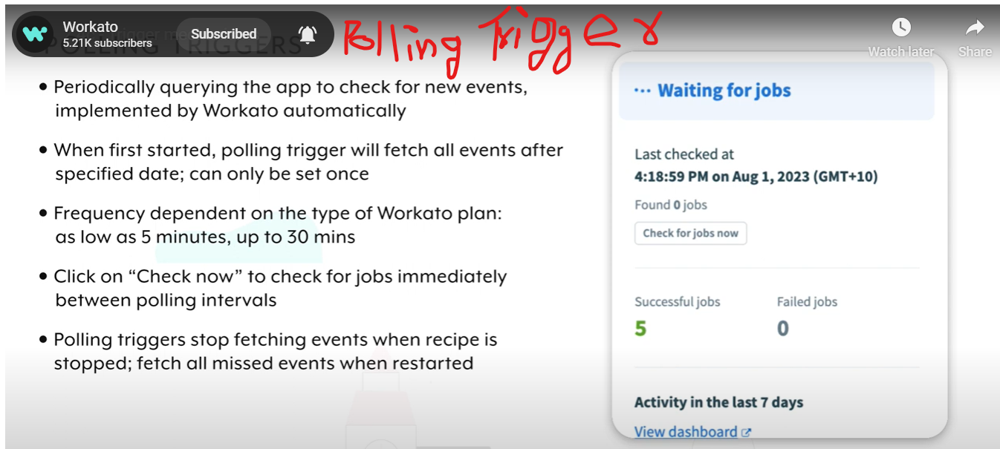 Workato
5.21K subscribers
Subscribed
POLLING TRIGGERS
Polling Trigger
Watch later
Share
• Periodically querying the app to check for new events,
implemented by Workato automatically
• When first started, polling trigger will fetch all events after
specified date; can only be set once
• Frequency dependent on the type of Workato plan:
as low as 5 minutes, up to 30 mins
• Click on “Check now” to check for jobs immediately
between polling intervals
• Polling triggers stop fetching events when recipe is
stopped; fetch all missed events when restarted
••• Waiting for jobs
Last checked at
4:18:59 PM on Aug 1, 2023 (GMT+10)
Found 0 jobs
Check for jobs now
Successful jobs
Failed jobs
5
0
Activity in the last 7 days
View dashboard